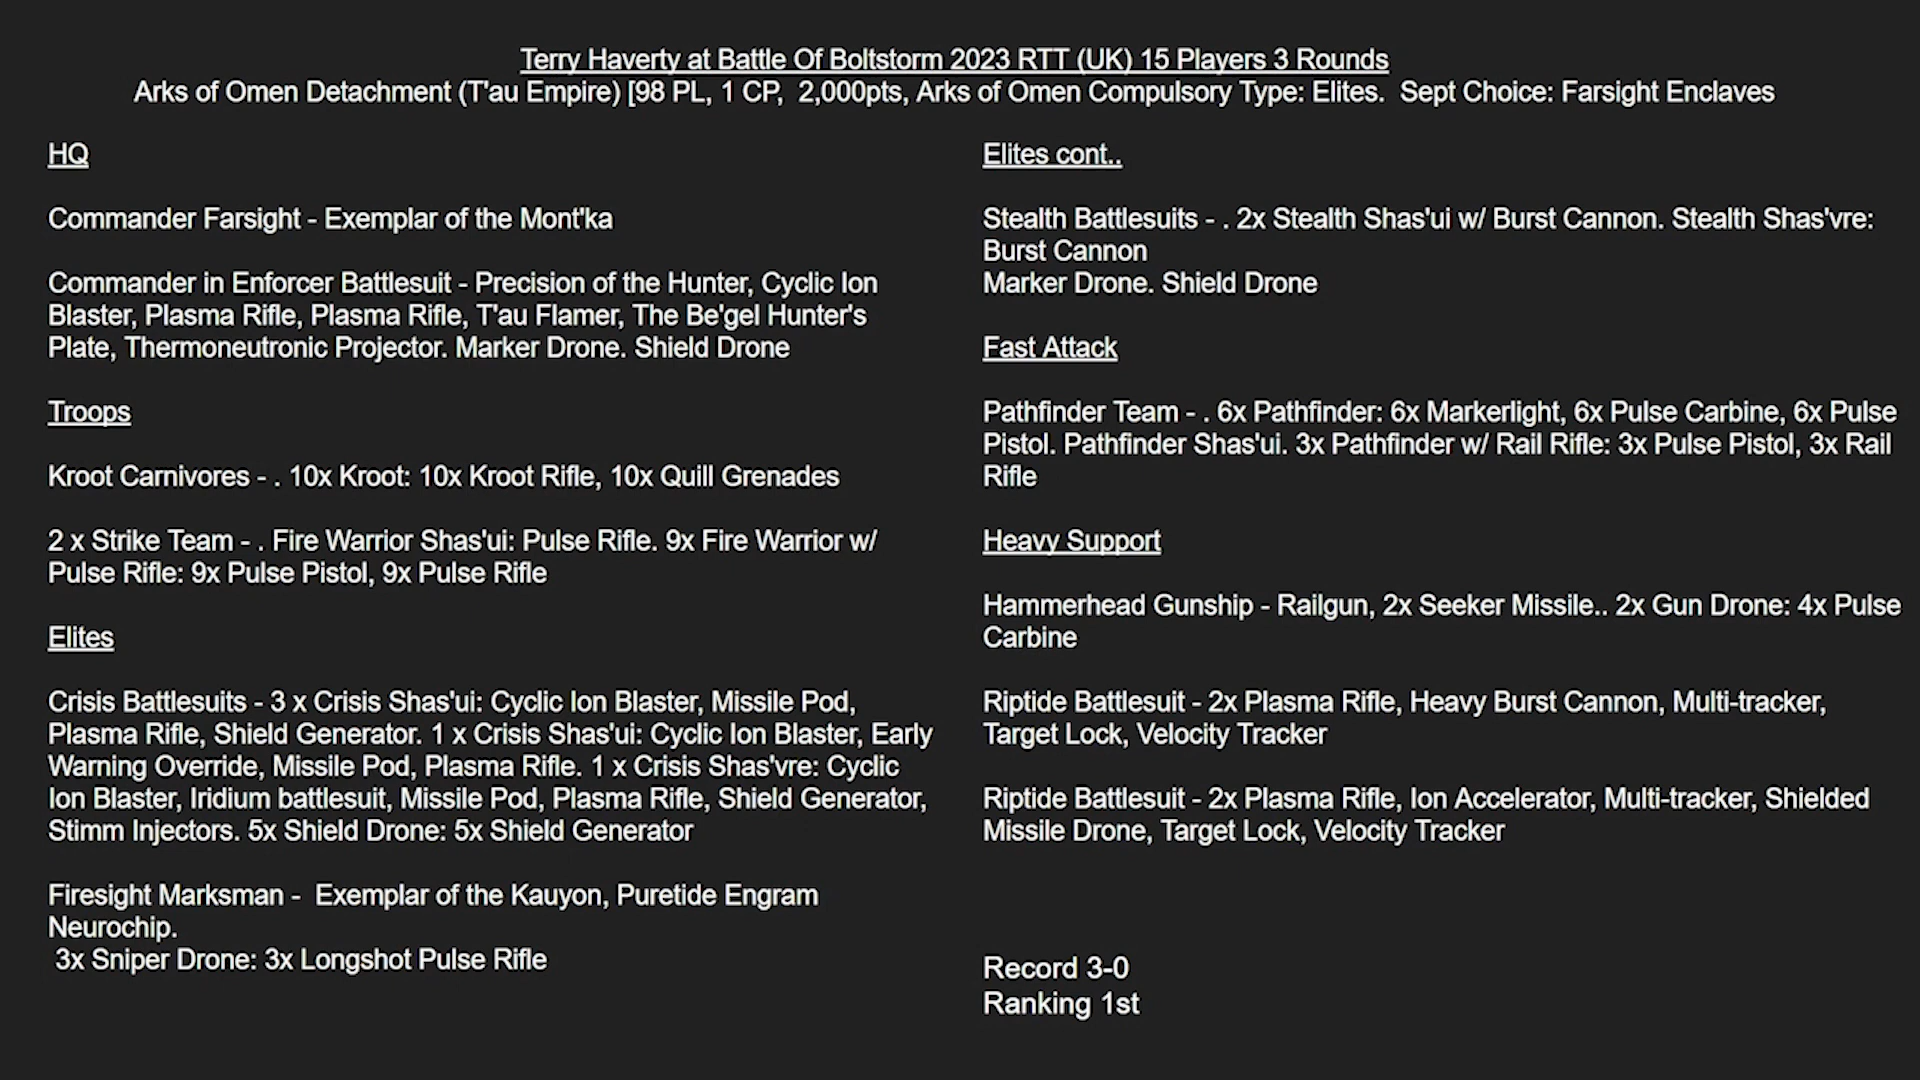 Terry Haverty at Battle Of Boltstorm 2023 RTT (UK) 15 Players 3 Rounds
Arks of Omen Detachment (T'au Empire) [98 PL, 1 CP,  2,000pts, Arks of Omen Compulsory Type: Elites.  Sept Choice: Farsight Enclaves
HQ
Commander Farsight - Exemplar of the Mont'ka
Commander in Enforcer Battlesuit - Precision of the Hunter, Cyclic Ion
Blaster, Plasma Rifle, Plasma Rifle, T'au Flamer, The Be'gel Hunter's
Plate, Thermoneutronic Projector. Marker Drone. Shield Drone
Troops
Kroot Carnivores - . 10x Kroot: 10x Kroot Rifle, 10x Quill Grenades
2 x Strike Team - . Fire Warrior Shas'ui: Pulse Rifle. 9x Fire Warrior w/
Pulse Rifle: 9x Pulse Pistol, 9x Pulse Rifle
Elites
Crisis Battlesuits - 3 x Crisis Shas'ui: Cyclic Ion Blaster, Missile Pod,
Plasma Rifle, Shield Generator. 1 x Crisis Shas'ui: Cyclic Ion Blaster, Early
Warning Override, Missile Pod, Plasma Rifle. 1 x Crisis Shas'vre: Cyclic
Ion Blaster, Iridium battlesuit, Missile Pod, Plasma Rifle, Shield Generator,
Stimm Injectors. 5x Shield Drone: 5x Shield Generator
Firesight Marksman -  Exemplar of the Kauyon, Puretide Engram
Neurochip.
3x Sniper Drone: 3x Longshot Pulse Rifle
Elites cont..
Stealth Battlesuits - . 2x Stealth Shas'ui w/ Burst Cannon. Stealth Shas'vre:
Burst Cannon
Marker Drone. Shield Drone
Fast Attack
Pathfinder Team - . 6x Pathfinder: 6x Markerlight, 6x Pulse Carbine, 6x Pulse
Pistol. Pathfinder Shas'ui. 3x Pathfinder w/ Rail Rifle: 3x Pulse Pistol, 3x Rail
Rifle
Heavy Support
Hammerhead Gunship - Railgun, 2x Seeker Missile.. 2x Gun Drone: 4x Pulse
Carbine
Riptide Battlesuit - 2x Plasma Rifle, Heavy Burst Cannon, Multi-tracker,
Target Lock, Velocity Tracker
Riptide Battlesuit - 2x Plasma Rifle, Ion Accelerator, Multi-tracker, Shielded
Missile Drone, Target Lock, Velocity Tracker
Record 3-0
Ranking 1st